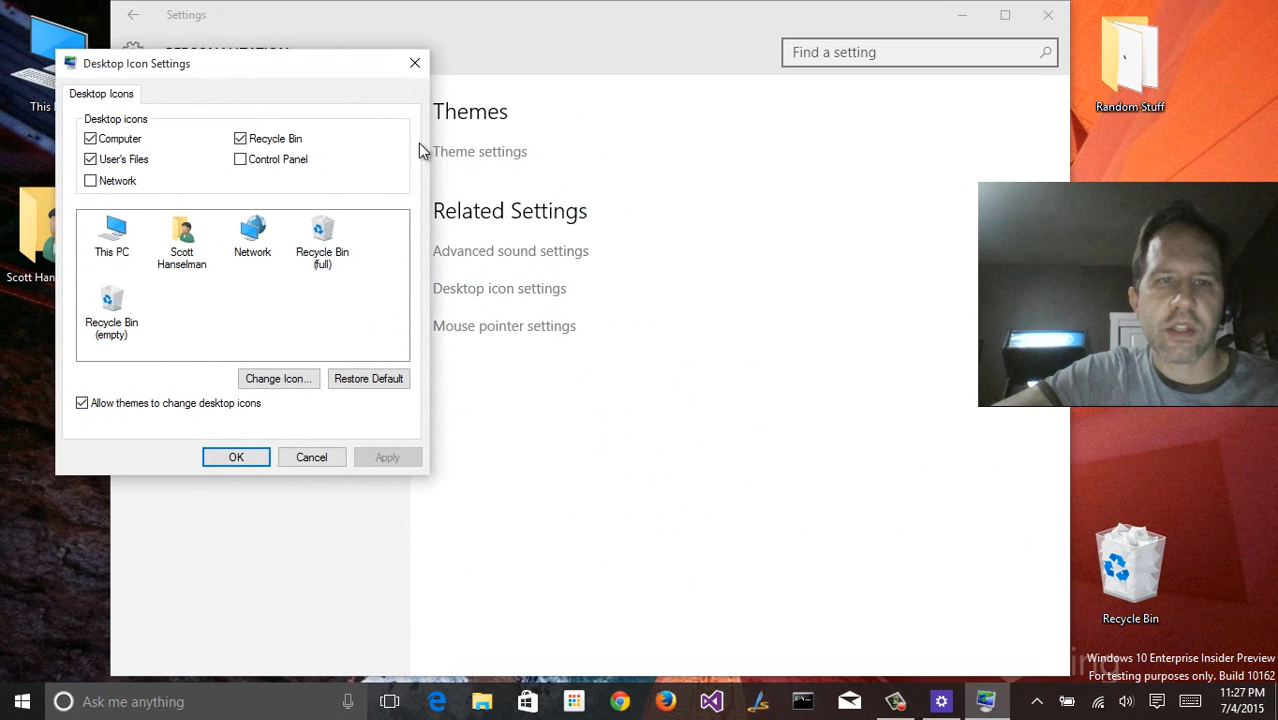 Settings
Find a setting
Desktop Icon Settings
Desktop Icons
Desktop icons
Computer
Recycle Bin
User's Files
Control Panel
Network
This PC
Scott Hanselman
Network
Recycle Bin (full)
Recycle Bin (empty)
Change Icon...
Restore Default
Allow themes to change desktop icons
OK
Cancel
Apply
Themes
Theme settings
Related Settings
Advanced sound settings
Desktop icon settings
Mouse pointer settings
This
Scott Han
Random Stuff
Recycle Bin
Windows 10 Enterprise Insider Preview
For testing purposes only. Build 10162
Ask me anything
11:27 PM
7/4/2015